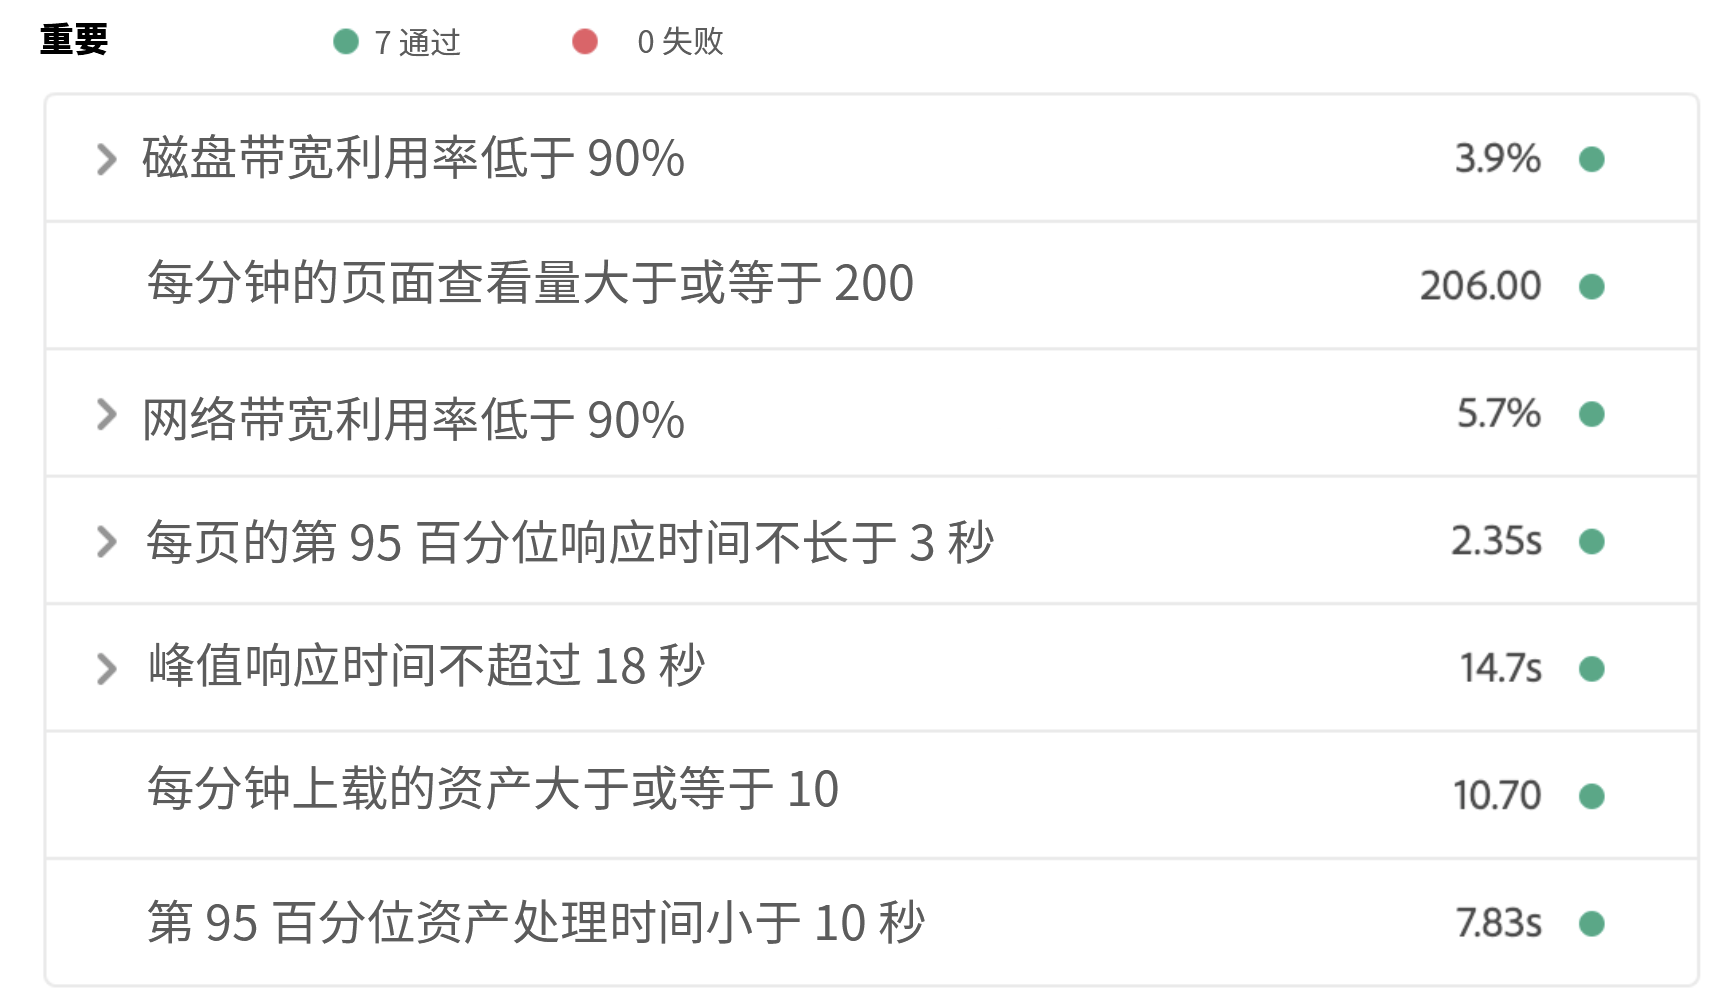 重要 7 通过 0 失败
磁盘带宽利用率低于 90% 3.9%
每分钟的页面查看量大于或等于 200 206.00
网络带宽利用率低于 90% 5.7%
每页的第 95 百分位响应时间不长于 3 秒 2.35s
峰值响应时间不超过 18 秒 14.7s
每分钟上载的资产大于或等于 10 10.70
第 95 百分位资产处理时间小于 10 秒 7.83s